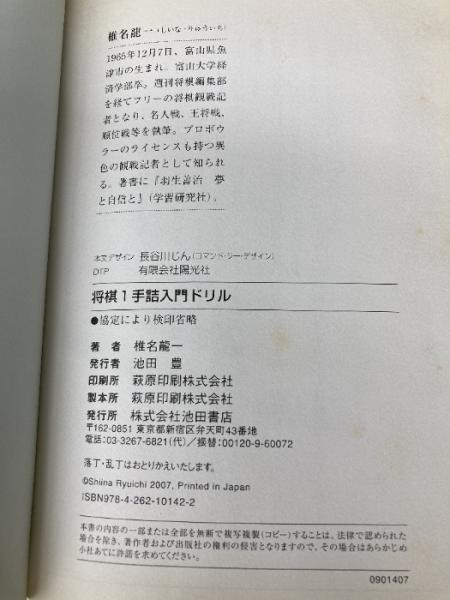 椎名龍一(しいな・りゅういち)
1965年12月7日、富山県魚
津市の生まれ。富山大学経
済学部卒。週刊将棋編集部
を経てフリーの将棋観戦記
者となり、名人戦、王将戦、
順位戦等を執筆。プロボウ
ラーのライセンスも持つ異
色の観戦記者として知られ
る。著書に『羽生善治 夢
と自信と』(学習研究社)。
本文デザイン 長谷川じん(コマンド・ジー・デザイン)
DTP 有限会社陽光社
将棋1手詰入門ドリル
●協定により検印省略
著 者 椎名龍一
発行者 池田 豊
印刷所 萩原印刷株式会社
製本所 萩原印刷株式会社
発行所 株式会社池田書店
〒162-0851 東京都新宿区弁天町43番地
電話03-3267-6821(代)/振替00120-9-60072
落丁・乱丁はおとりかえいたします。
©Shiina Ryuichi 2007, Printed in Japan
ISBN978-4-262-10142-2
本書の内容の一部または全部を無断で複写複製(コピー)することは、法律で認められた
場合を除き、著作者および出版社の権利の侵害となりますので、その場合はあらかじめ
小社あてに許諾を求めてください。
0901407